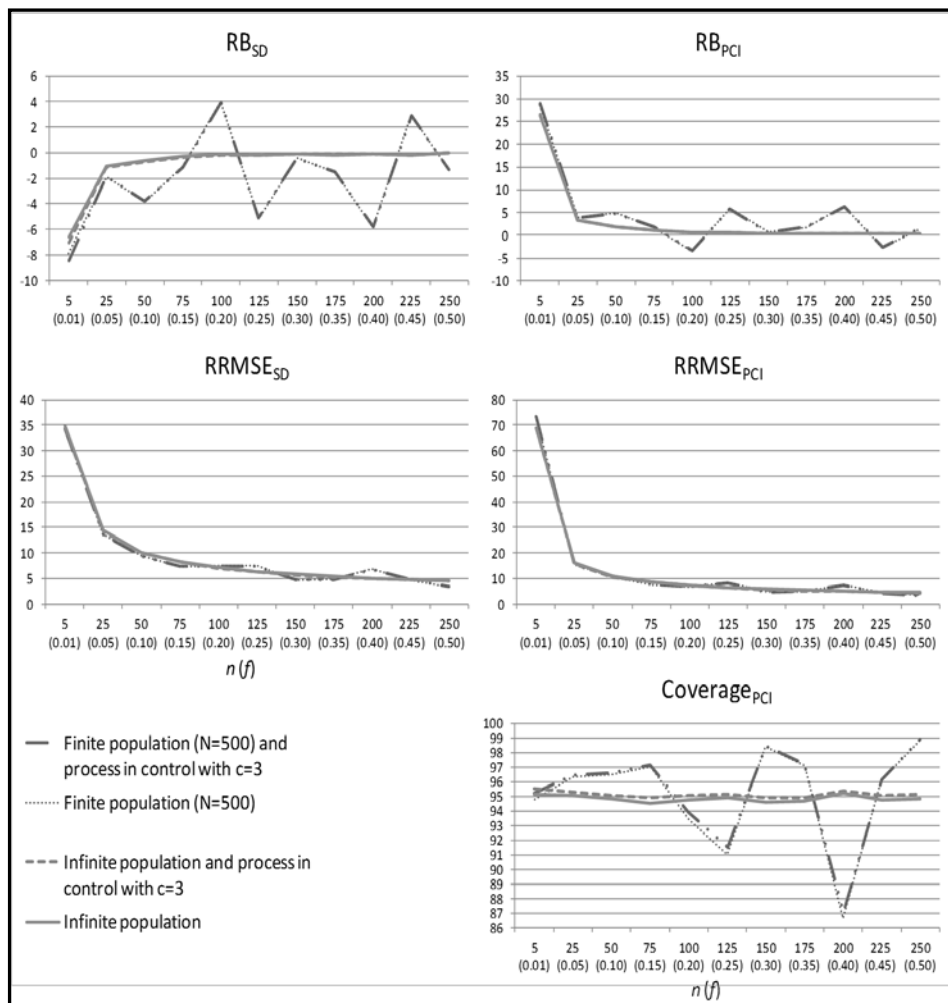 RB_SD
6
4
2
0
-2
-4
-6
-8
-10
5 25 50 75 100 125 150 175 200 225 250
(0.01) (0.05) (0.10) (0.15) (0.20) (0.25) (0.30) (0.35) (0.40) (0.45) (0.50)
RB_PCI
35
30
25
20
15
10
5
0
-5
-10
5 25 50 75 100 125 150 175 200 225 250
(0.01) (0.05) (0.10) (0.15) (0.20) (0.25) (0.30) (0.35) (0.40) (0.45) (0.50)
RRMSE_SD
40
35
30
25
20
15
10
5
0
5 25 50 75 100 125 150 175 200 225 250
(0.01) (0.05) (0.10) (0.15) (0.20) (0.25) (0.30) (0.35) (0.40) (0.45) (0.50)
n (f)
RRMSE_PCI
80
70
60
50
40
30
20
10
0
5 25 50 75 100 125 150 175 200 225 250
(0.01) (0.05) (0.10) (0.15) (0.20) (0.25) (0.30) (0.35) (0.40) (0.45) (0.50)
Finite population (N=500) and
process in control with c=3
Finite population (N=500)
Infinite population and process in
control with c=3
Infinite population
Coverage_PCI
100
99
98
97
96
95
94
93
92
91
90
89
88
87
86
5 25 50 75 100 125 150 175 200 225 250
(0.01) (0.05) (0.10) (0.15) (0.20) (0.25) (0.30) (0.35) (0.40) (0.45) (0.50)
n (f)